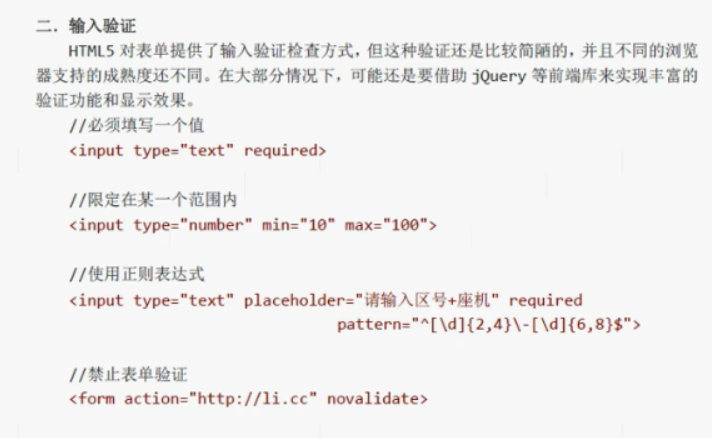 二. 输入验证
HTML5 对表单提供了输入验证检查方式，但这种验证还是比较简陋的，并且不同的浏览
器支持的成熟度还不同。在大部分情况下，可能还是要借助 jQuery 等前端库来实现丰富的
验证功能和显示效果。
//必须填写一个值
<input type="text" required>
//限定在某一个范围内
<input type="number" min="10" max="100">
//使用正则表达式
<input type="text" placeholder="请输入区号+座机" required
pattern="^[\d]{2,4}\-[\d]{6,8}$">
//禁止表单验证
<form action="http://li.cc" novalidate>